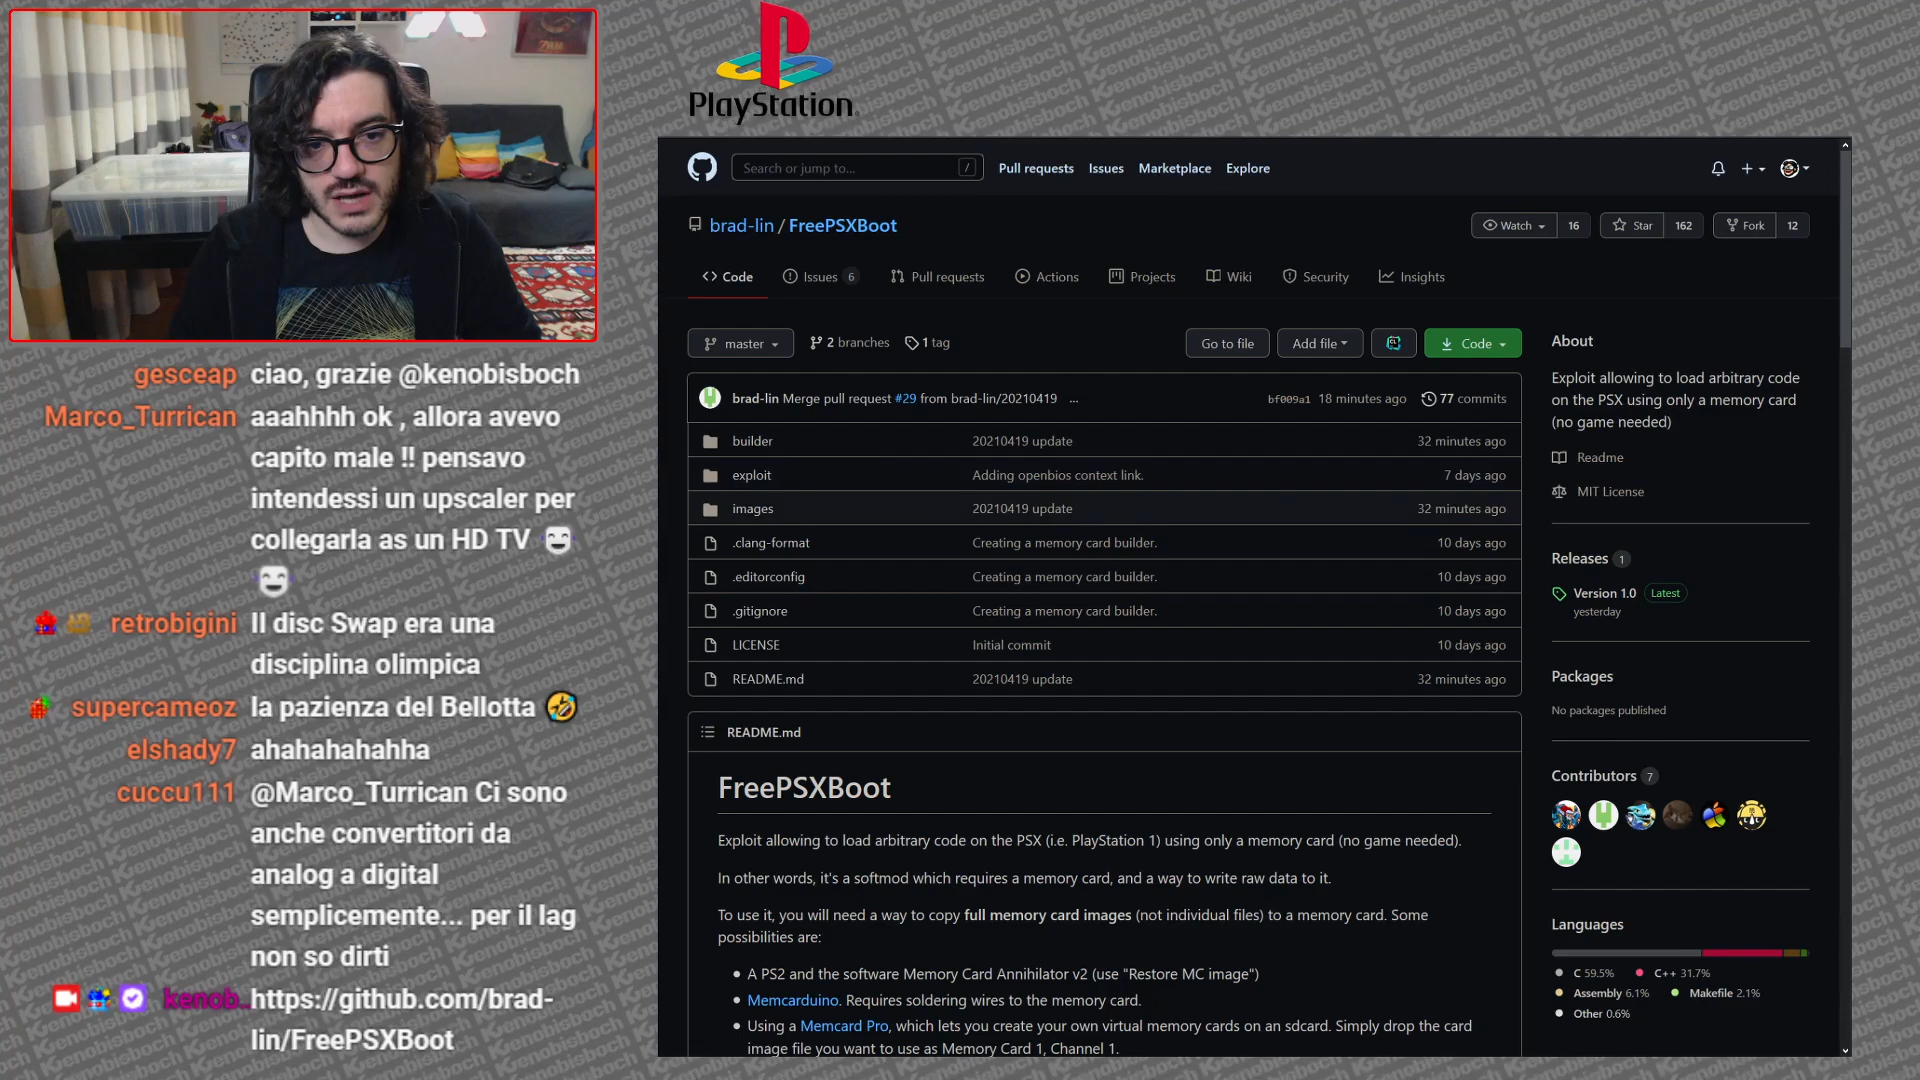 PlayStation
gesceap ciao, grazie @kenobisboch
Marco_Turrican aaahhhh ok , allora avevo
capito male !! pensavo
intendessi un upscaler per
collegarla as un HD TV
retrobigini Il disc Swap era una
disciplina olimpica
supercameoz la pazienza del Bellotta
elshady7 ahahahahahha
cuccu111 @Marco_Turrican Ci sono
anche convertitori da
analog a digital
semplicemente... per il lag
non so dirti
kenob.. https://github.com/brad-
lin/FreePSXBoot
Search or jump to... /
Pull requests Issues Marketplace Explore
brad-lin / FreePSXBoot
Watch 16 Star 162 Fork 12
Code Issues 6 Pull requests Actions Projects Wiki Security Insights
master 2 branches 1 tag Go to file Add file Code
brad-lin Merge pull request #29 from brad-lin/20210419 ... bf009a1 18 minutes ago 77 commits
builder 20210419 update 32 minutes ago
exploit Adding openbios context link. 7 days ago
images 20210419 update 32 minutes ago
.clang-format Creating a memory card builder. 10 days ago
.editorconfig Creating a memory card builder. 10 days ago
.gitignore Creating a memory card builder. 10 days ago
LICENSE Initial commit 10 days ago
README.md 20210419 update 32 minutes ago
README.md
FreePSXBoot
Exploit allowing to load arbitrary code on the PSX (i.e. PlayStation 1) using only a memory card (no game needed).
In other words, it's a softmod which requires a memory card, and a way to write raw data to it.
To use it, you will need a way to copy full memory card images (not individual files) to a memory card. Some
possibilities are:
A PS2 and the software Memory Card Annihilator v2 (use "Restore MC image")
Memcarduino. Requires soldering wires to the memory card.
Using a Memcard Pro, which lets you create your own virtual memory cards on an sdcard. Simply drop the card
image file you want to use as Memory Card 1, Channel 1.
About
Exploit allowing to load arbitrary code
on the PSX using only a memory card
(no game needed)
Readme
MIT License
Releases 1
Version 1.0 Latest
yesterday
Packages
No packages published
Contributors 7
Languages
C 59.5% C++ 31.7%
Assembly 6.1% Makefile 2.1%
Other 0.6%